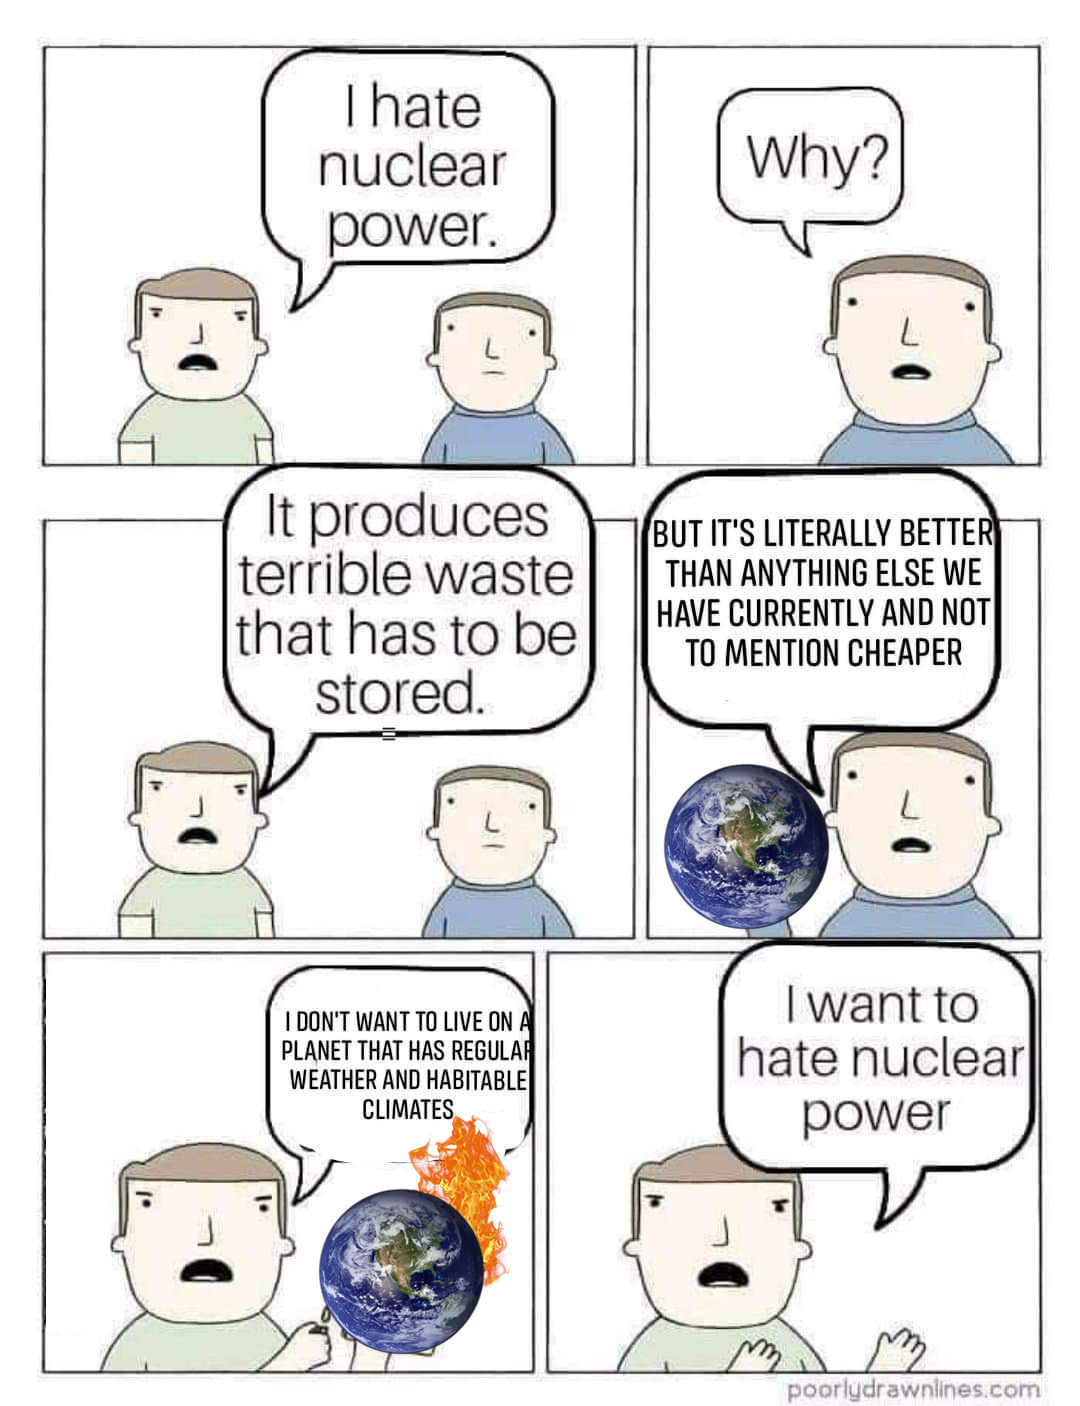 I hate
nuclear
power.
Why?
It produces
terrible waste
that has to be
stored.
BUT IT'S LITERALLY BETTER
THAN ANYTHING ELSE WE
HAVE CURRENTLY AND NOT
TO MENTION CHEAPER
I DON'T WANT TO LIVE ON A
PLANET THAT HAS REGULAR
WEATHER AND HABITABLE
CLIMATES
I want to
hate nuclear
power
poorlydrawnlines.com